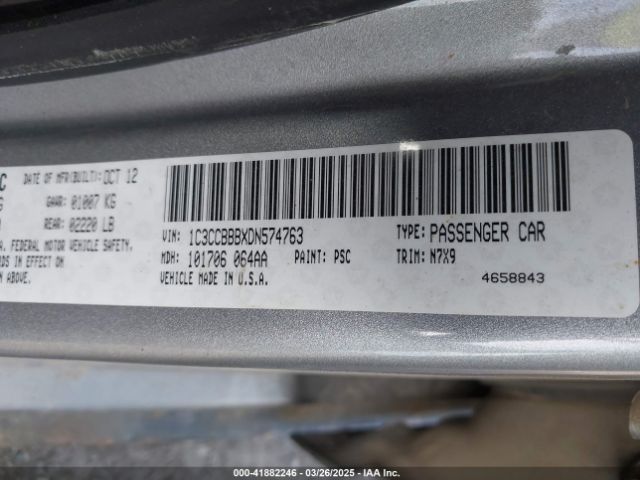 DATE OF MFR(BUILT): OCT 12
GAWR: 01007 KG
REAR: 02220 LB
FEDERAL MOTOR VEHICLE SAFETY.
IN EFFECT ON
ABOVE.
VIN: 1C3CCBBBXDN574763 TYPE: PASSENGER CAR
MDH: 101706 064AA PAINT: PSC TRIM: N7X9
VEHICLE MADE IN U.S.A. 4658843
000-41882246 - 03/26/2025 - IAA Inc.